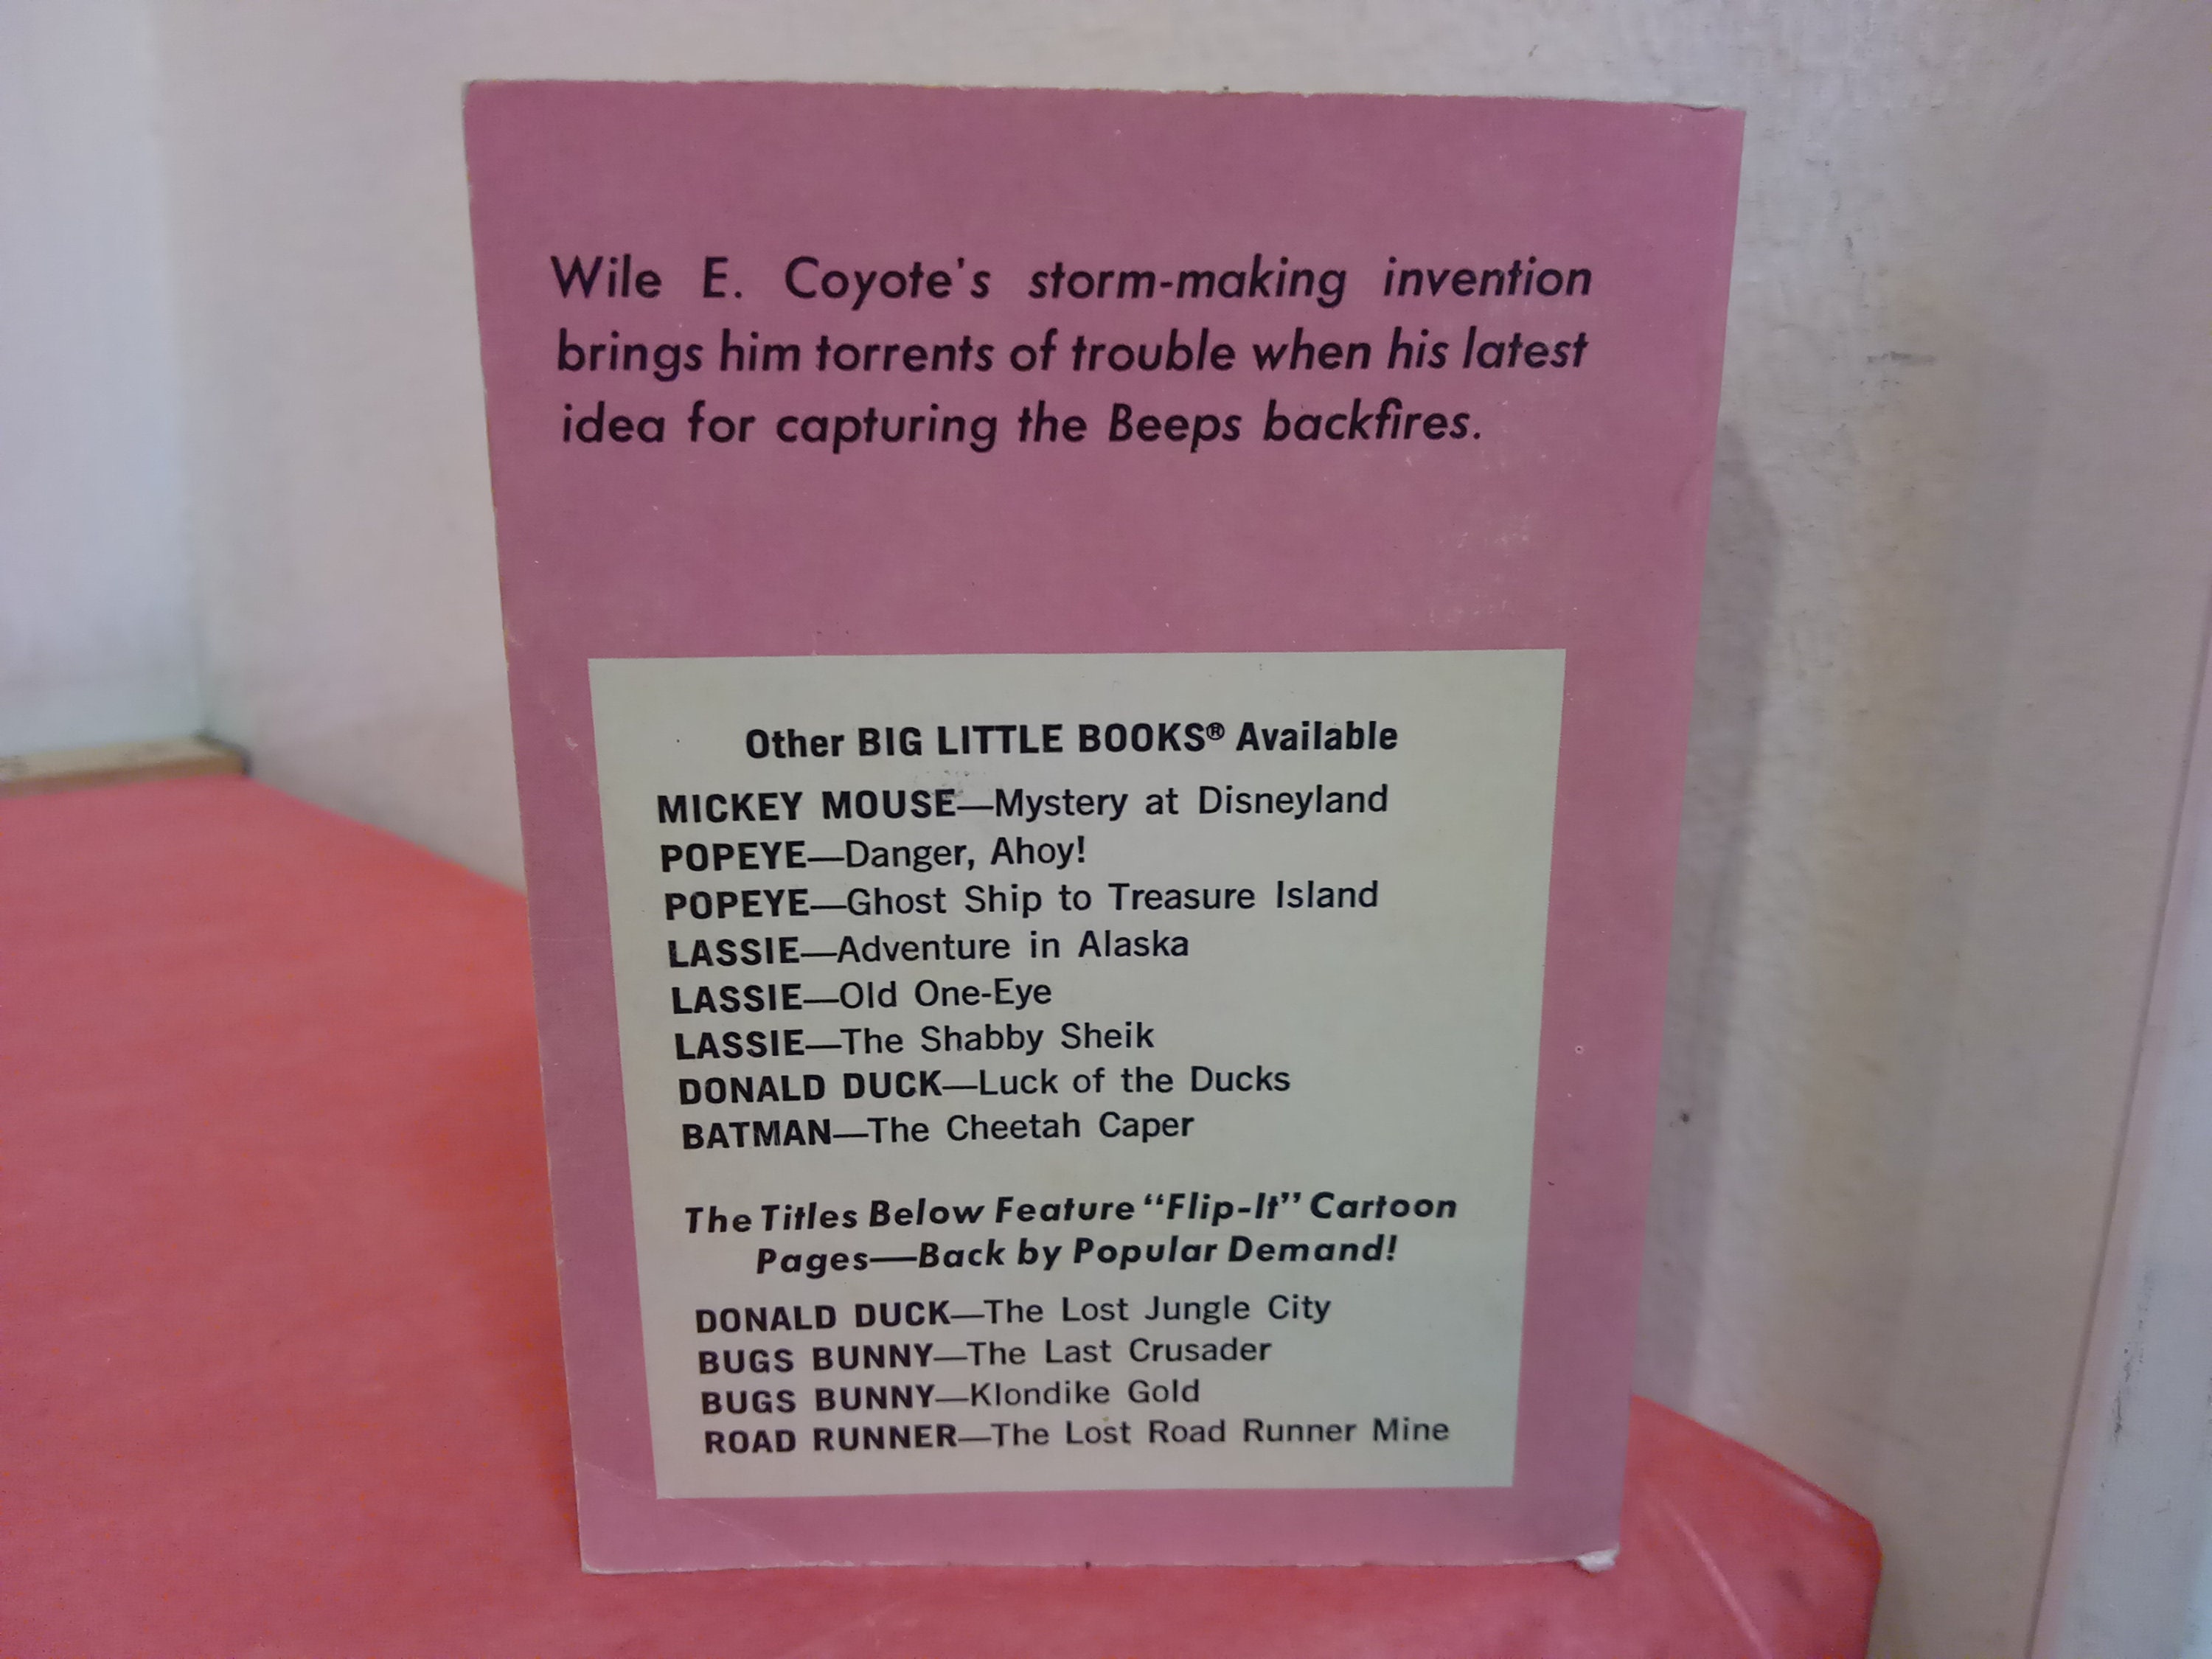 Wile E. Coyote's storm-making invention
brings him torrents of trouble when his latest
idea for capturing the Beeps backfires.
Other BIG LITTLE BOOKS® Available
MICKEY MOUSE—Mystery at Disneyland
POPEYE—Danger, Ahoy!
POPEYE—Ghost Ship to Treasure Island
LASSIE—Adventure in Alaska
LASSIE—Old One-Eye
LASSIE—The Shabby Sheik
DONALD DUCK—Luck of the Ducks
BATMAN—The Cheetah Caper
The Titles Below Feature “Flip-It” Cartoon
Pages—Back by Popular Demand!
DONALD DUCK—The Lost Jungle City
BUGS BUNNY—The Last Crusader
BUGS BUNNY—Klondike Gold
ROAD RUNNER—The Lost Road Runner Mine